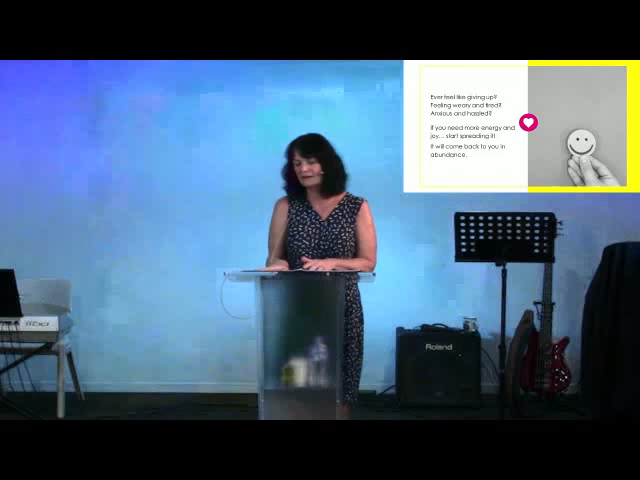 Ever feel like giving up?
Feeling weary and tired?
Anxious and hassled?
If you need more energy and
joy... start spreading it!
It will come back to you in
abundance.
Roland